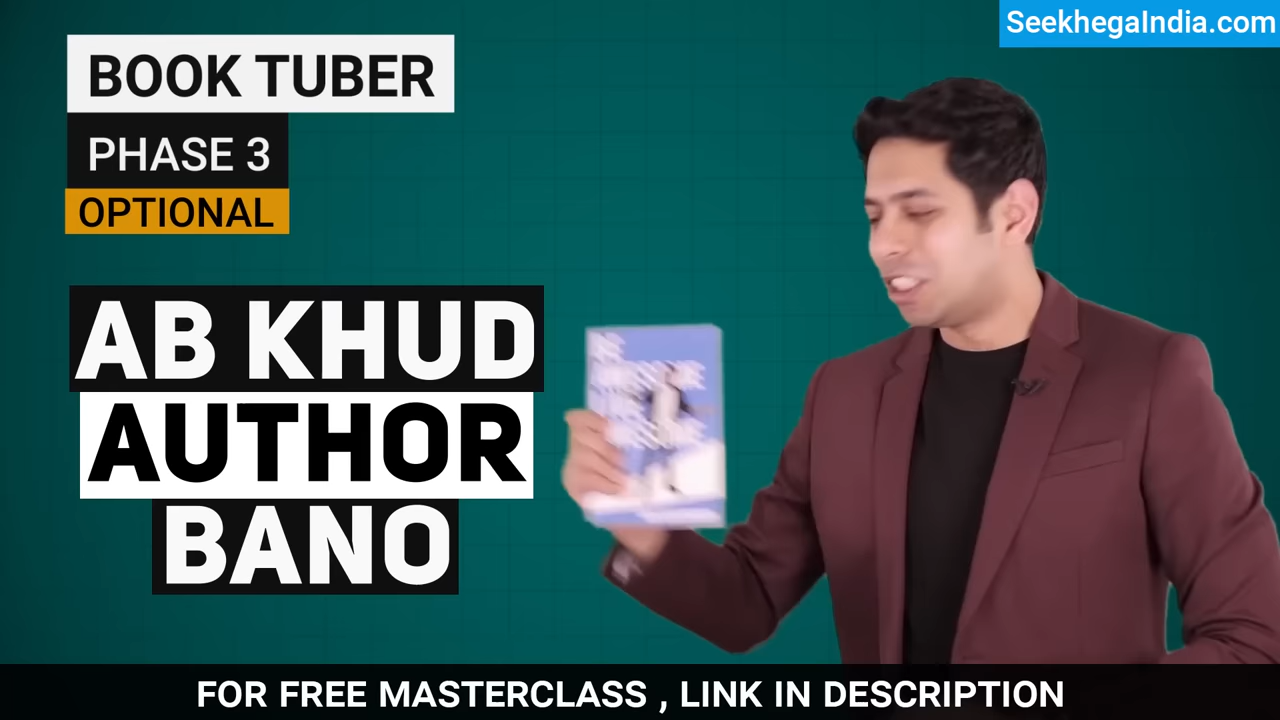 SeekhegaIndia.com
BOOK TUBER
PHASE 3
OPTIONAL
AB KHUD
AUTHOR
BANO
FOR FREE MASTERCLASS , LINK IN DESCRIPTION